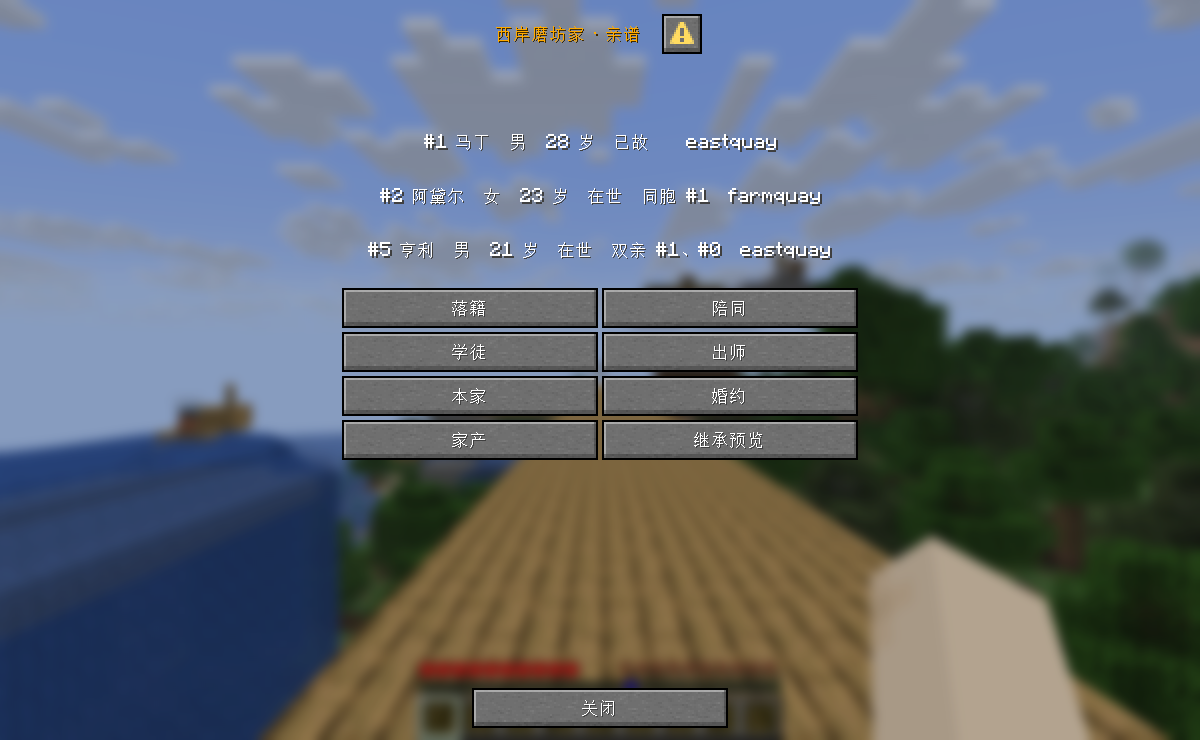 西岸磨坊家·亲谱
#1 马丁 男 28 岁 已故 eastquay
#2 阿黛尔 女 23 岁 在世 同胞 #1 farmquay
#5 亨利 男 21 岁 在世 双亲 #1、#0 eastquay
落籍
陪同
学徒
出师
本家
婚约
家产
继承预览
关闭